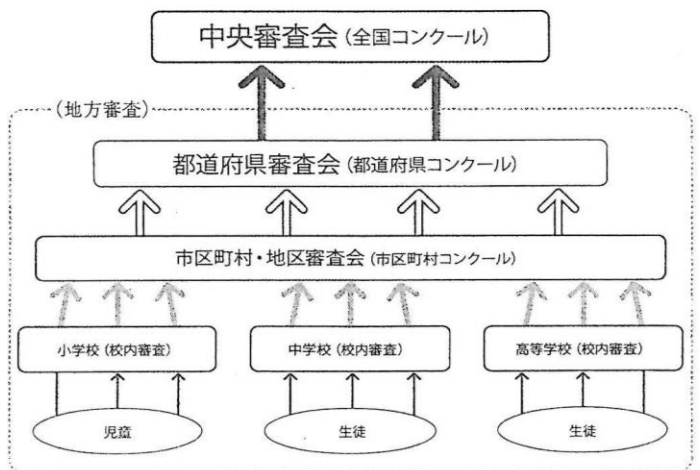 中央審査会（全国コンクール）
（地方審査）
都道府県審査会（都道府県コンクール）
市区町村・地区審査会（市区町村コンクール）
小学校（校内審査）
中学校（校内審査）
高等学校（校内審査）
児童
生徒
生徒